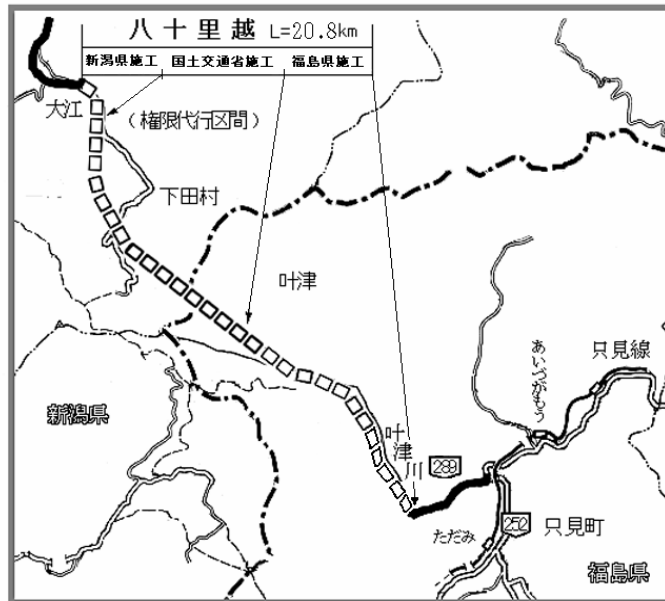 八十里越 L=20.8km
新潟県施工 国土交通省施工 福島県施工
大江
(権限代行区間)
下田村
叶津
あいづがもう
只見線
新潟県
叶津川
289
252
ただみ
只見町
福島県